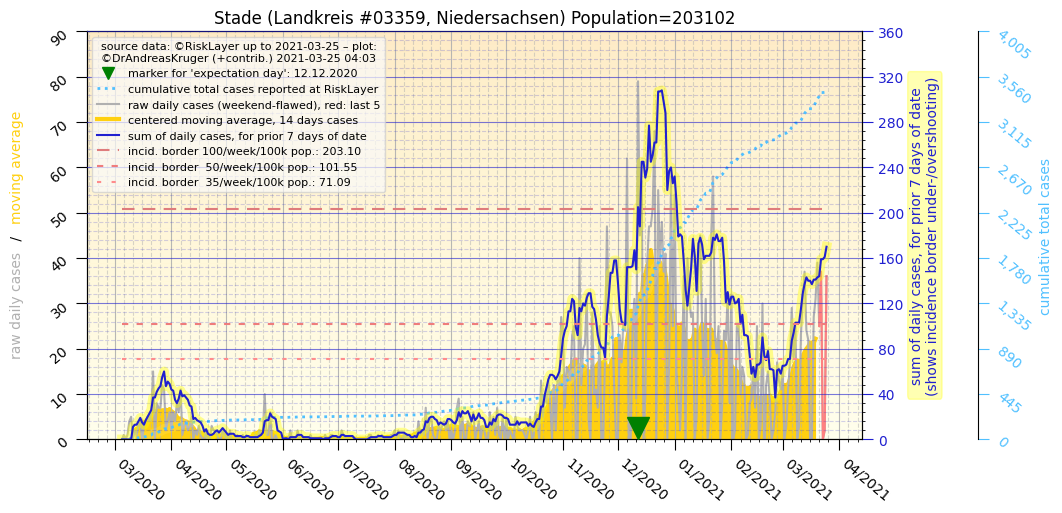 Stade (Landkreis #03359, Niedersachsen) Population=203102
source data: ©RiskLayer up to 2021-03-25 – plot:
©DrAndreasKruger (+contrib.) 2021-03-25 04:03
marker for 'expectation day': 12.12.2020
cumulative total cases reported at RiskLayer
raw daily cases (weekend-flawed), red: last 5
centered moving average, 14 days cases
sum of daily cases, for prior 7 days of date
incid. border 100/week/100k pop.: 203.10
incid. border  50/week/100k pop.: 101.55
incid. border  35/week/100k pop.: 71.09
raw daily cases / moving average
90
80
70
60
50
40
30
20
10
0
360
320
280
240
200
160
120
80
40
0
sum of daily cases, for prior 7 days of date
(shows incidence border under-/overshooting)
4,005
3,560
3,115
2,670
2,225
1,780
1,335
890
445
0
cumulative total cases
03/2020
04/2020
05/2020
06/2020
07/2020
08/2020
09/2020
10/2020
11/2020
12/2020
01/2021
02/2021
03/2021
04/2021